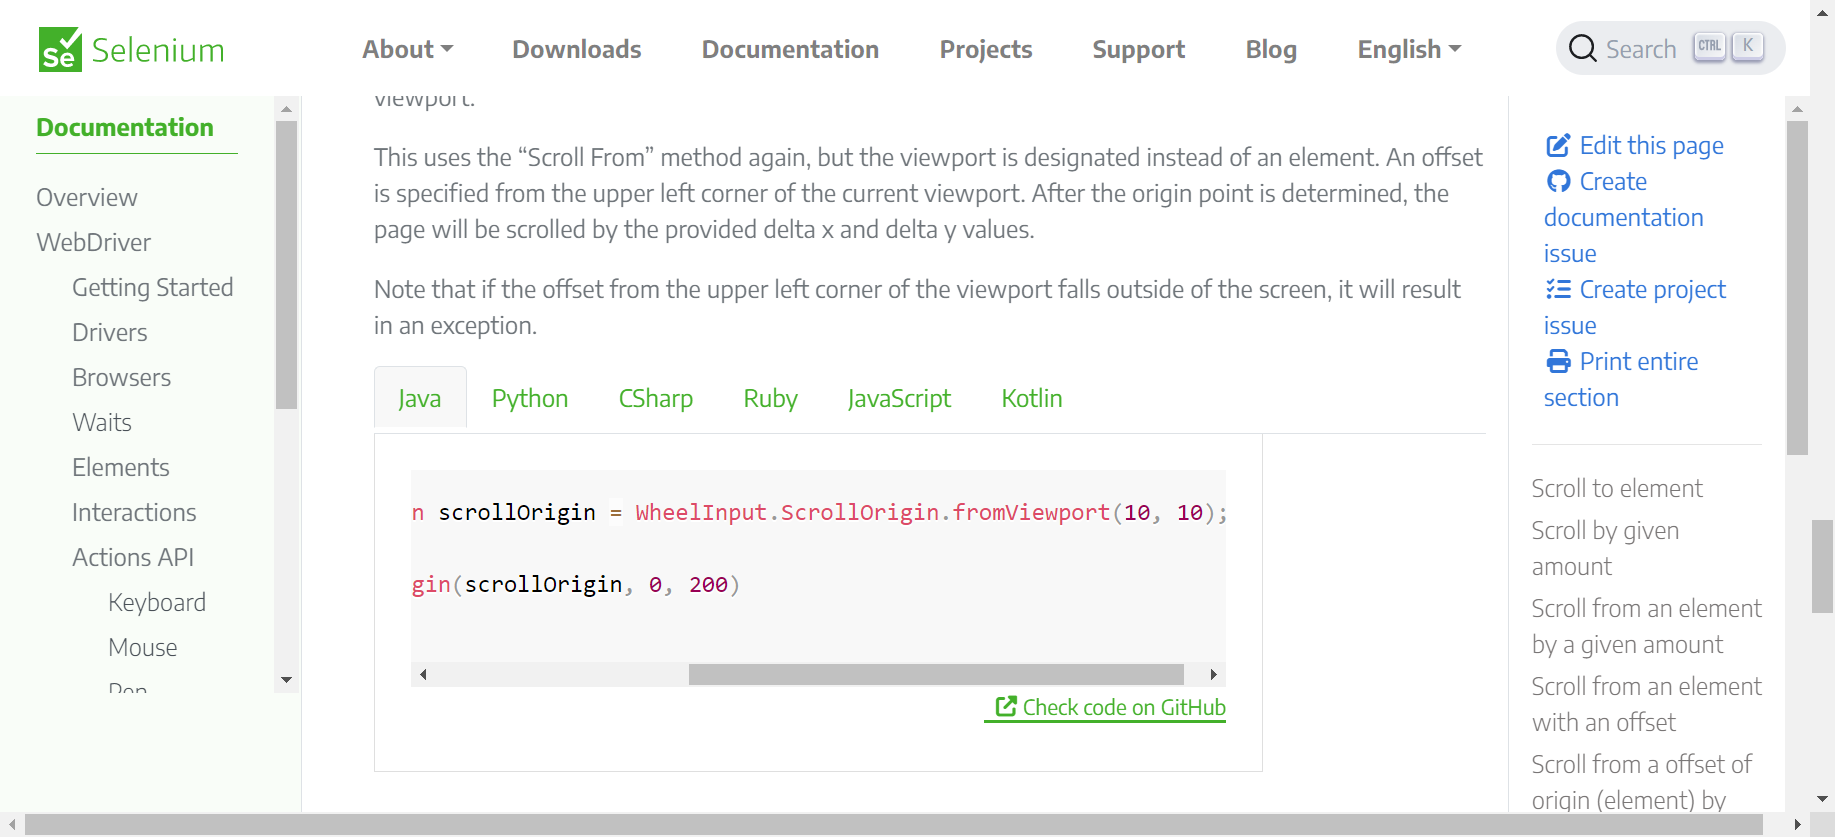 Se Selenium
About
Downloads
Documentation
Projects
Support
Blog
English
Search
CTRL
K
Documentation
Overview
WebDriver
Getting Started
Drivers
Browsers
Waits
Elements
Interactions
Actions API
Keyboard
Mouse
Pen
viewport.
This uses the “Scroll From” method again, but the viewport is designated instead of an element. An offset
is specified from the upper left corner of the current viewport. After the origin point is determined, the
page will be scrolled by the provided delta x and delta y values.
Note that if the offset from the upper left corner of the viewport falls outside of the screen, it will result
in an exception.
Java
Python
CSharp
Ruby
JavaScript
Kotlin
n scrollOrigin = WheelInput.ScrollOrigin.fromViewport(10, 10);
gin(scrollOrigin, 0, 200)
Check code on GitHub
Edit this page
Create
documentation
issue
Create project
issue
Print entire
section
Scroll to element
Scroll by given
amount
Scroll from an element
by a given amount
Scroll from an element
with an offset
Scroll from a offset of
origin (element) by